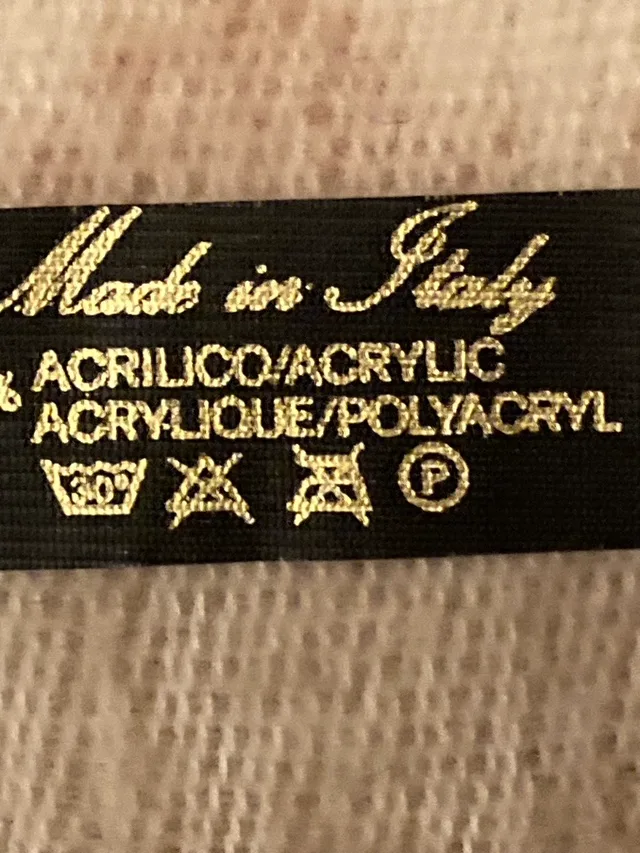 Made in Italy
% ACRILICO/ACRYLIC
ACRYLIQUE/POLYACRYL
30° P